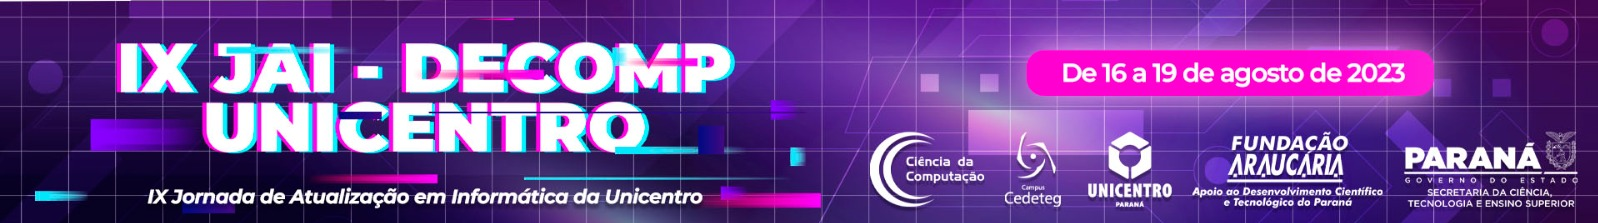 IX JAI - DECOMP
UNICENTRO
IX Jornada de Atualização em Informática da Unicentro
De 16 a 19 de agosto de 2023
Ciência da
Computação
Campus
Cedeteg
UNICENTRO
PARANÁ
FUNDAÇÃO
ARAUCÁRIA
Apoio ao Desenvolvimento Científico
e Tecnológico do Paraná
PARANÁ
GOVERNO DO ESTADO
SECRETARIA DA CIÊNCIA,
TECNOLOGIA E ENSINO SUPERIOR